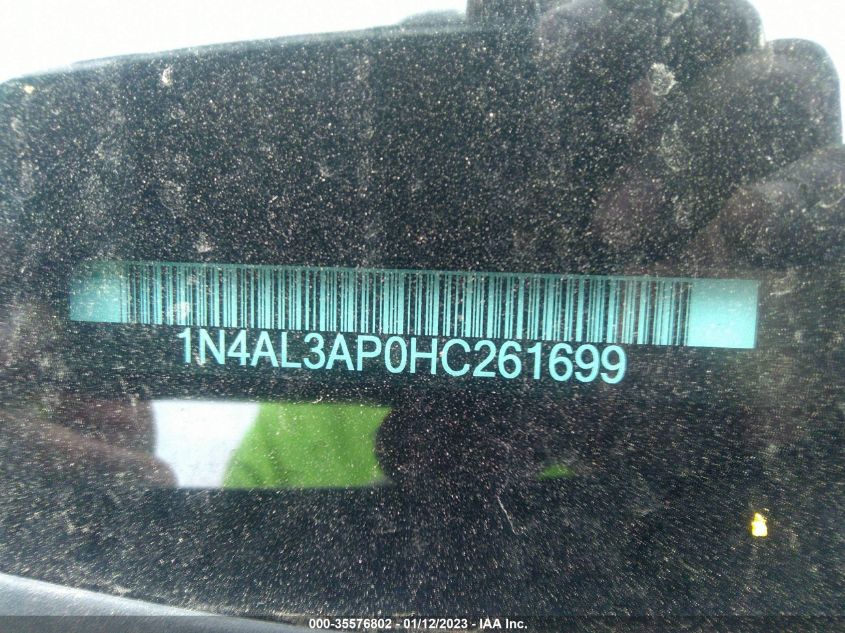 1N4AL3AP0HC261699
000-35576802 - 01/12/2023 - IAA Inc.